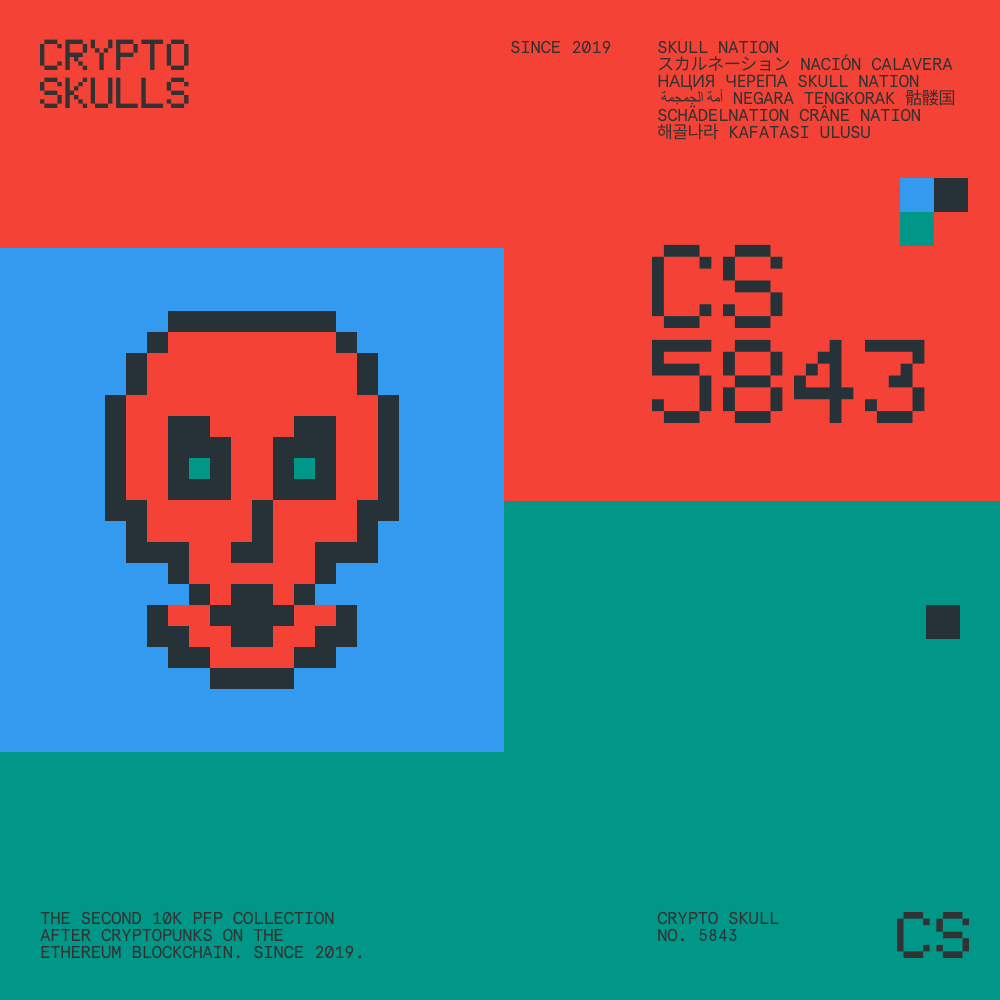 CRYPTO
SKULLS
SINCE 2019
SKULL NATION
スカルネーション NACIÓN CALAVERA
НАЦИЯ ЧЕРЕПА SKULL NATION
أمة الجمجمة NEGARA TENGKORAK 骷髅国
SCHÄDELNATION CRÂNE NATION
해골나라 KAFATASI ULUSU
CS
5843
THE SECOND 10K PFP COLLECTION
AFTER CRYPTOPUNKS ON THE
ETHEREUM BLOCKCHAIN. SINCE 2019.
CRYPTO SKULL
NO. 5843
CS